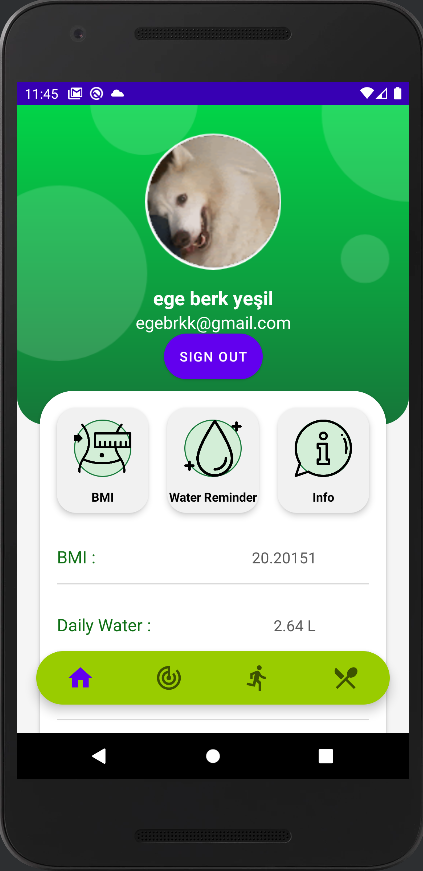 11:45
ege berk yeşil
egebrkk@gmail.com
SIGN OUT
BMI
Water Reminder
Info
BMI :
20.20151
Daily Water :
2.64 L